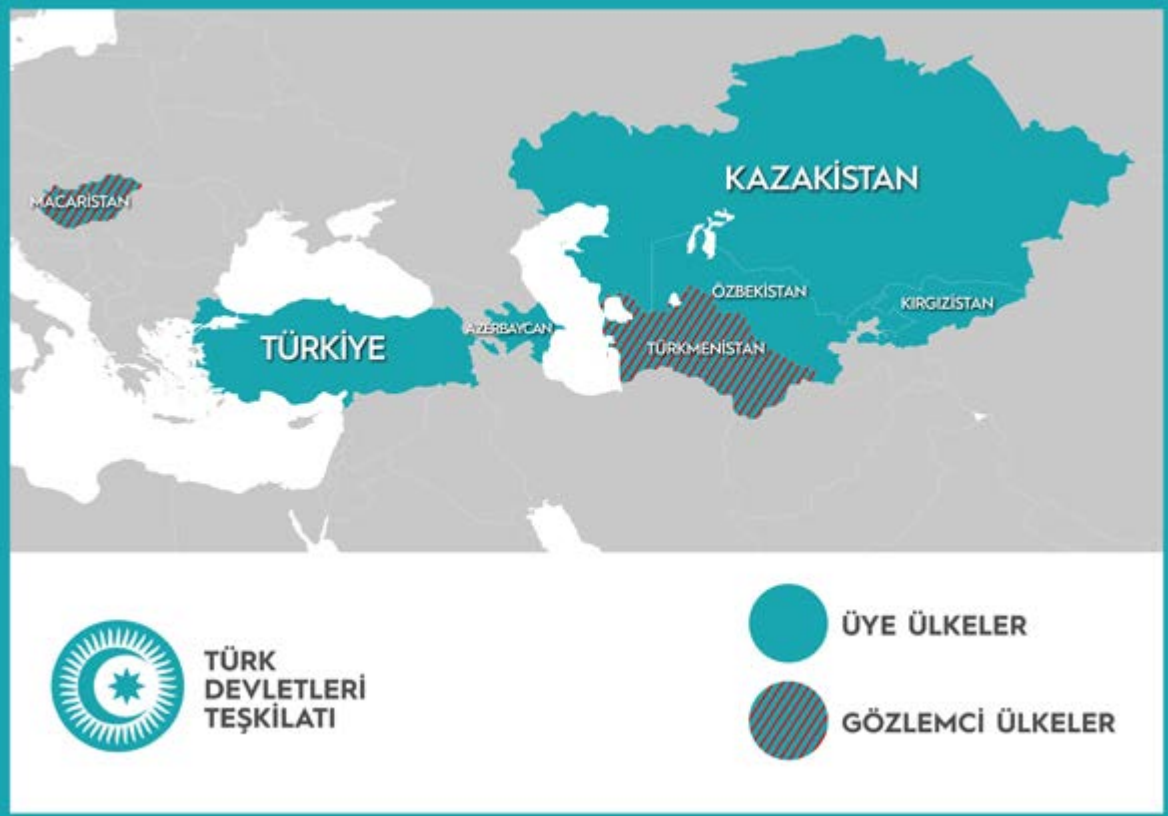 KAZAKİSTAN
MACARİSTAN
ÖZBEKİSTAN
KIRGIZİSTAN
AZERBAYCAN
TÜRKİYE
TÜRKMENİSTAN
TÜRK
DEVLETLERİ
TEŞKİLATI
ÜYE ÜLKELER
GÖZLEMCİ ÜLKELER